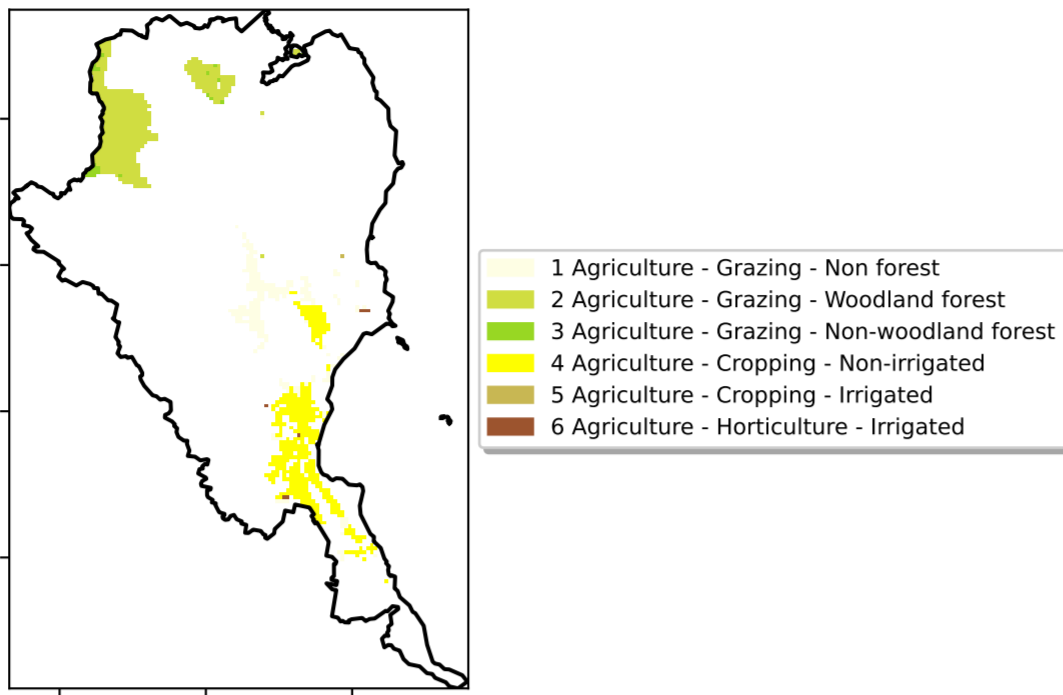 1 Agriculture - Grazing - Non forest
2 Agriculture - Grazing - Woodland forest
3 Agriculture - Grazing - Non-woodland forest
4 Agriculture - Cropping - Non-irrigated
5 Agriculture - Cropping - Irrigated
6 Agriculture - Horticulture - Irrigated